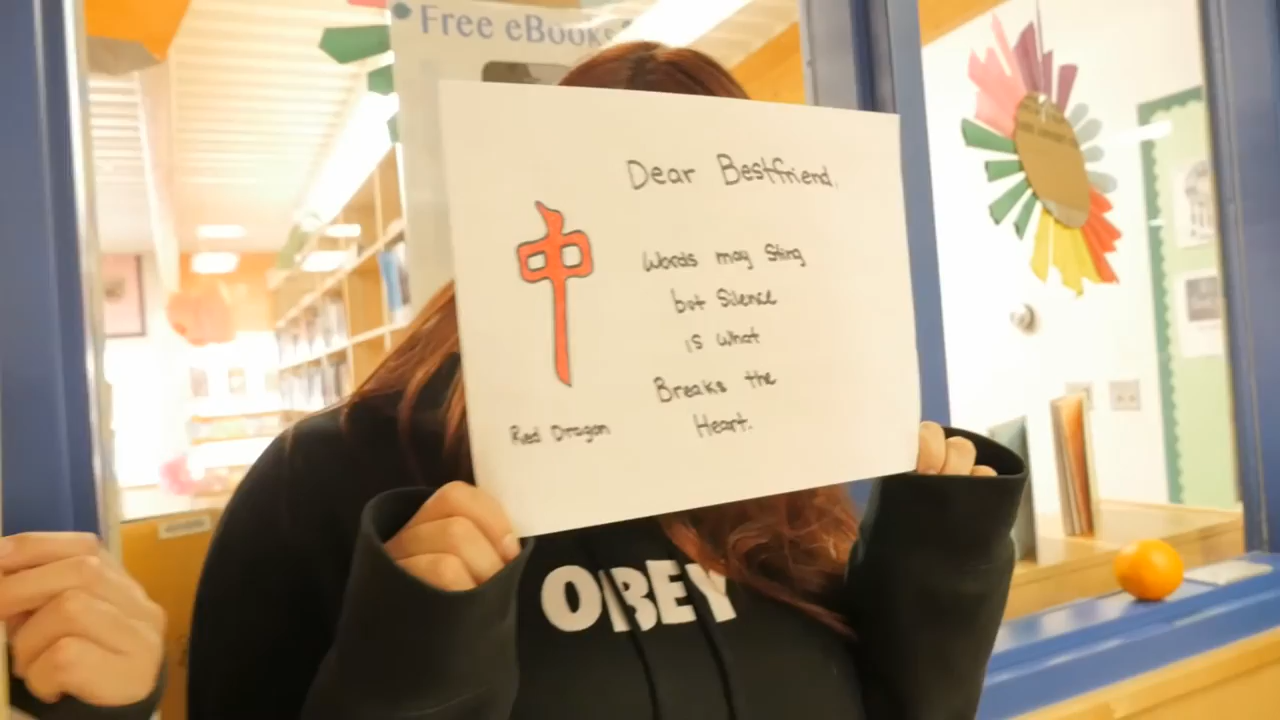 Free eBooks
Dear Bestfriend.
中
Words may Sting
but Silence
is what
Breaks the
Heart.
Red Dragon
OBEY